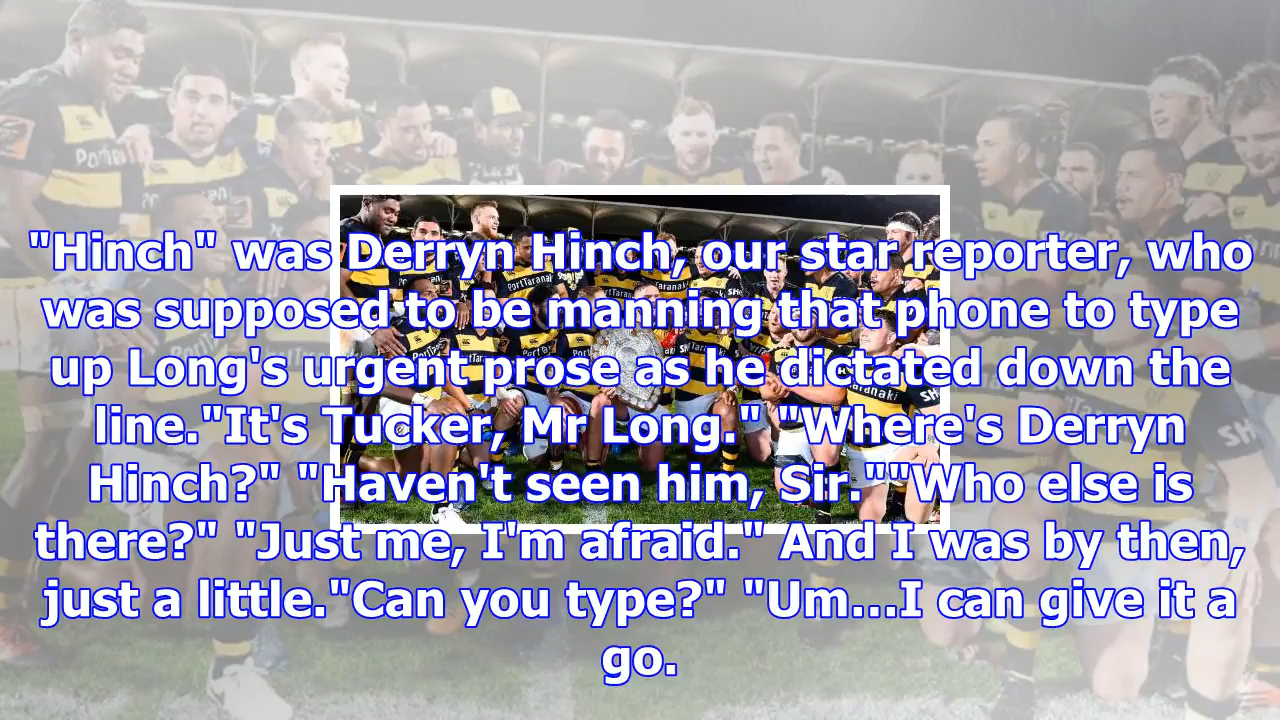 "Hinch" was Derryn Hinch, our star reporter, who
was supposed to be manning that phone to type
up Long's urgent prose as he dictated down the
line."It's Tucker, Mr Long." "Where's Derryn
Hinch?" "Haven't seen him, Sir.""Who else is
there?" "Just me, I'm afraid." And I was by then,
just a little."Can you type?" "Um...I can give it a
go.